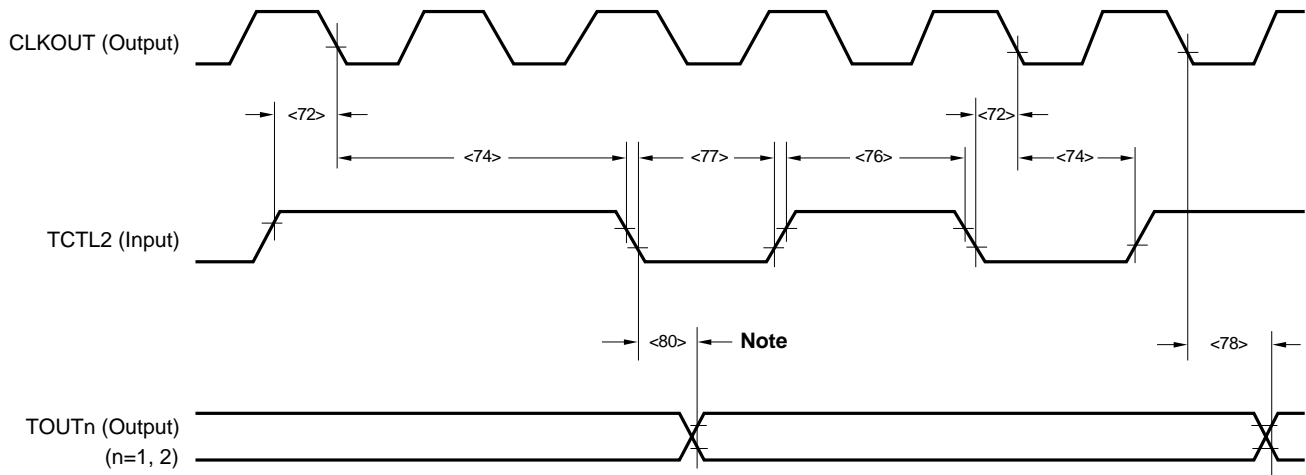 CLKOUT (Output)
<72> <72>
<74> <77> <76> <74>
TCTL2 (Input)
<80> Note <78>
TOUTn (Output)
(n=1, 2)